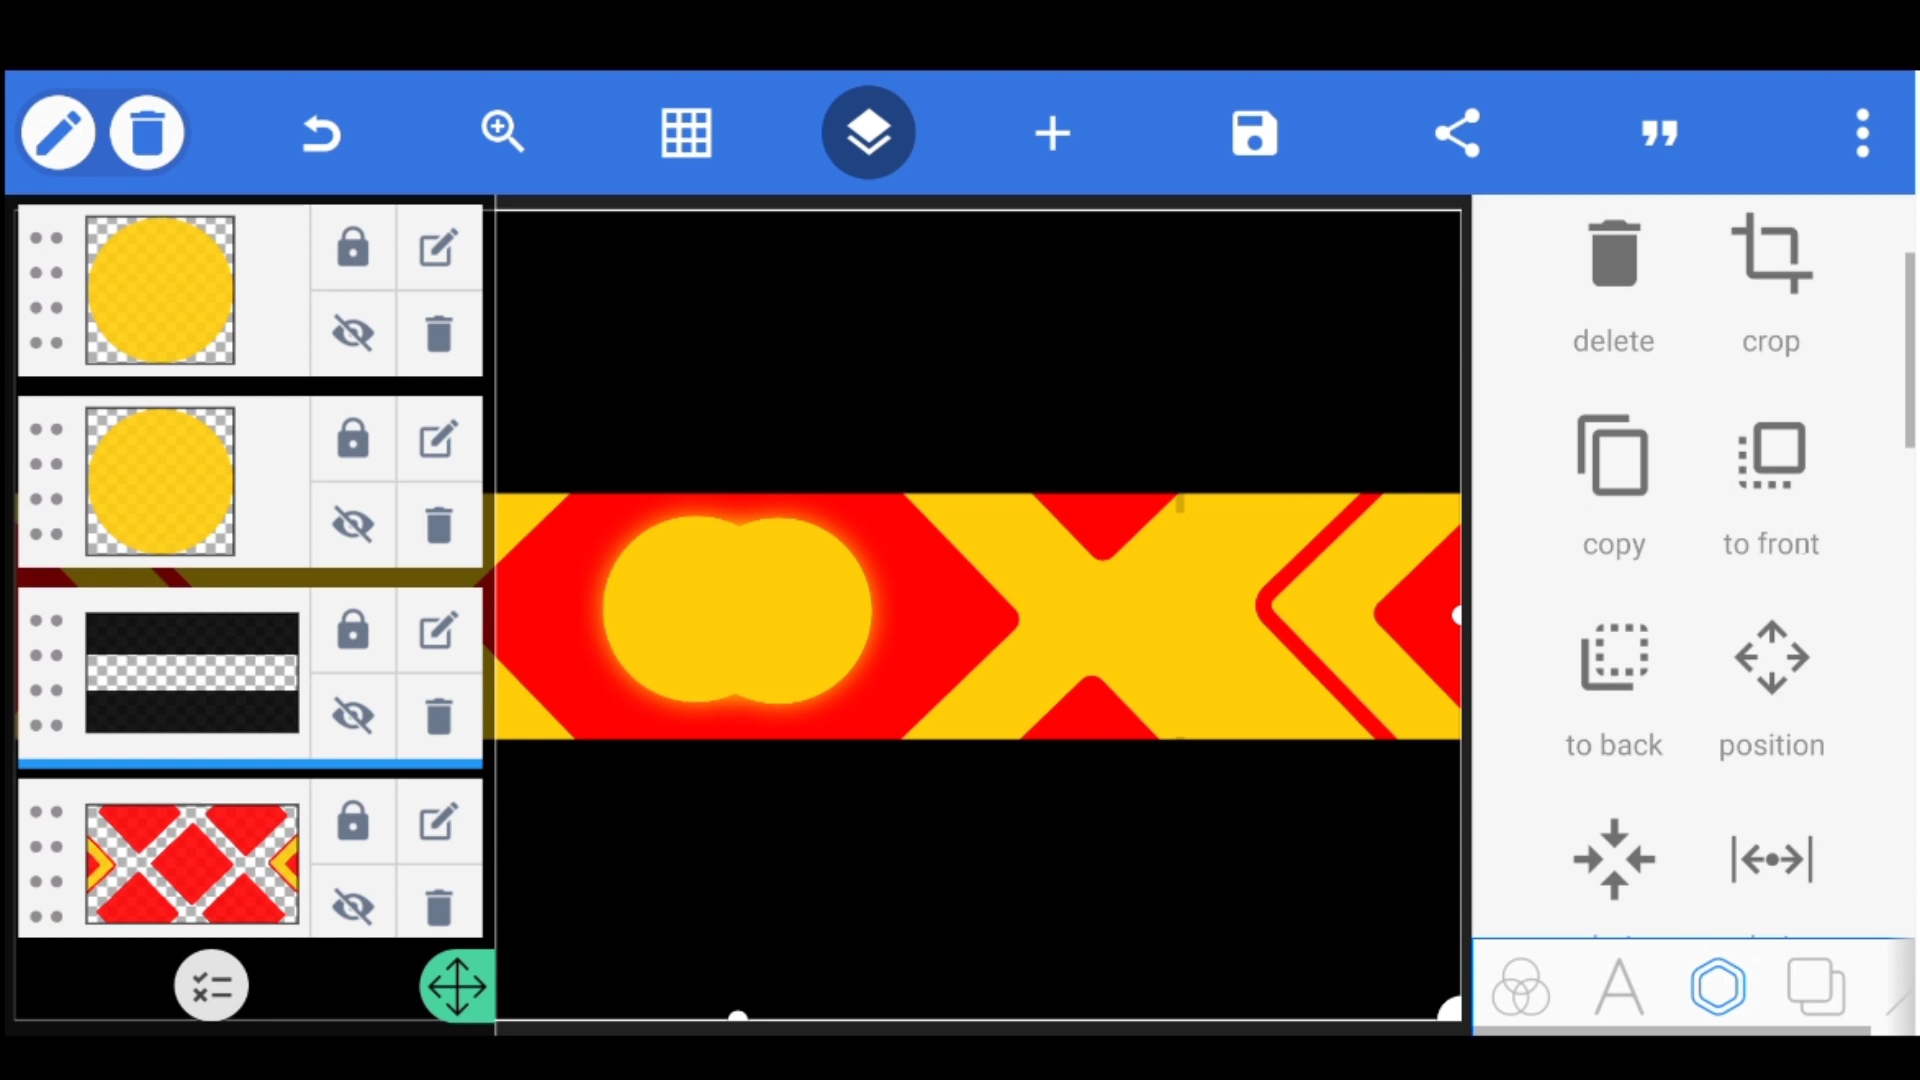 delete
crop
copy
to front
to back
position